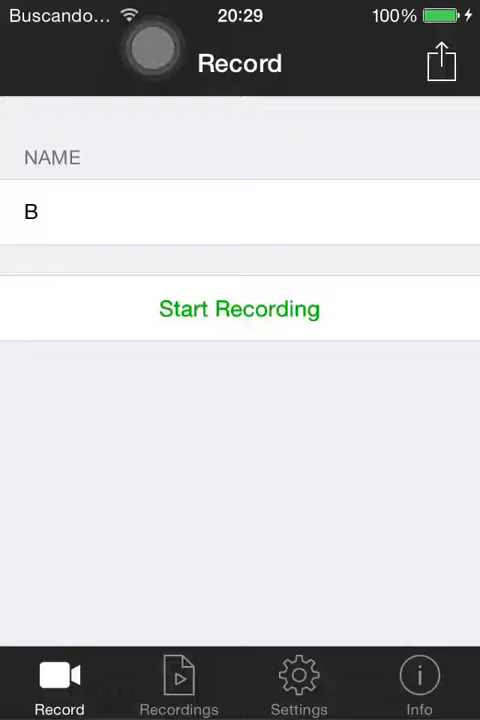 Buscando... 20:29 100%
Record
NAME
B
Start Recording
Record Recordings Settings Info